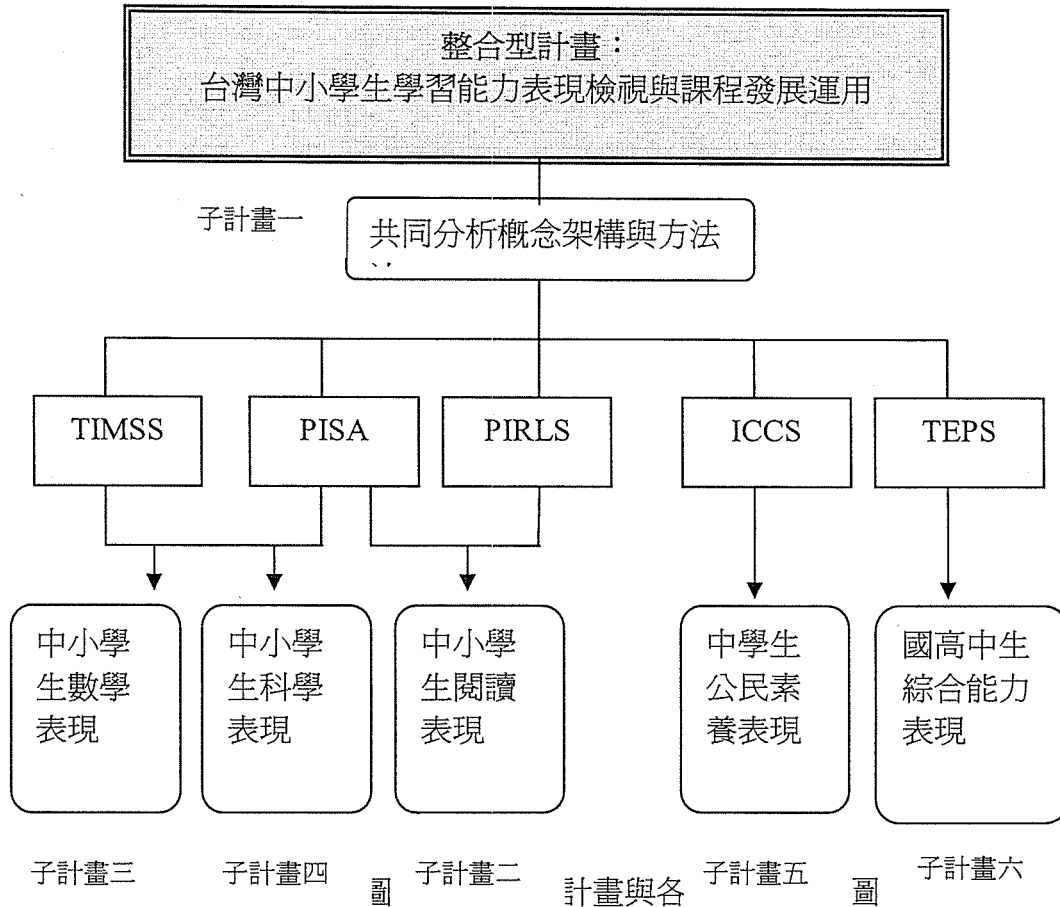 整合型計畫：
台灣中小學生學習能力表現檢視與課程發展運用
子計畫一
共同分析概念架構與方法
TIMSS
PISA
PIRLS
ICCS
TEPS
中小學
生數學
表現
中小學
生科學
表現
中小學
生閱讀
表現
中學生
公民素
養表現
國高中生
綜合能力
表現
子計畫三
子計畫四
子計畫二
子計畫五
子計畫六
圖 計畫與各 圖